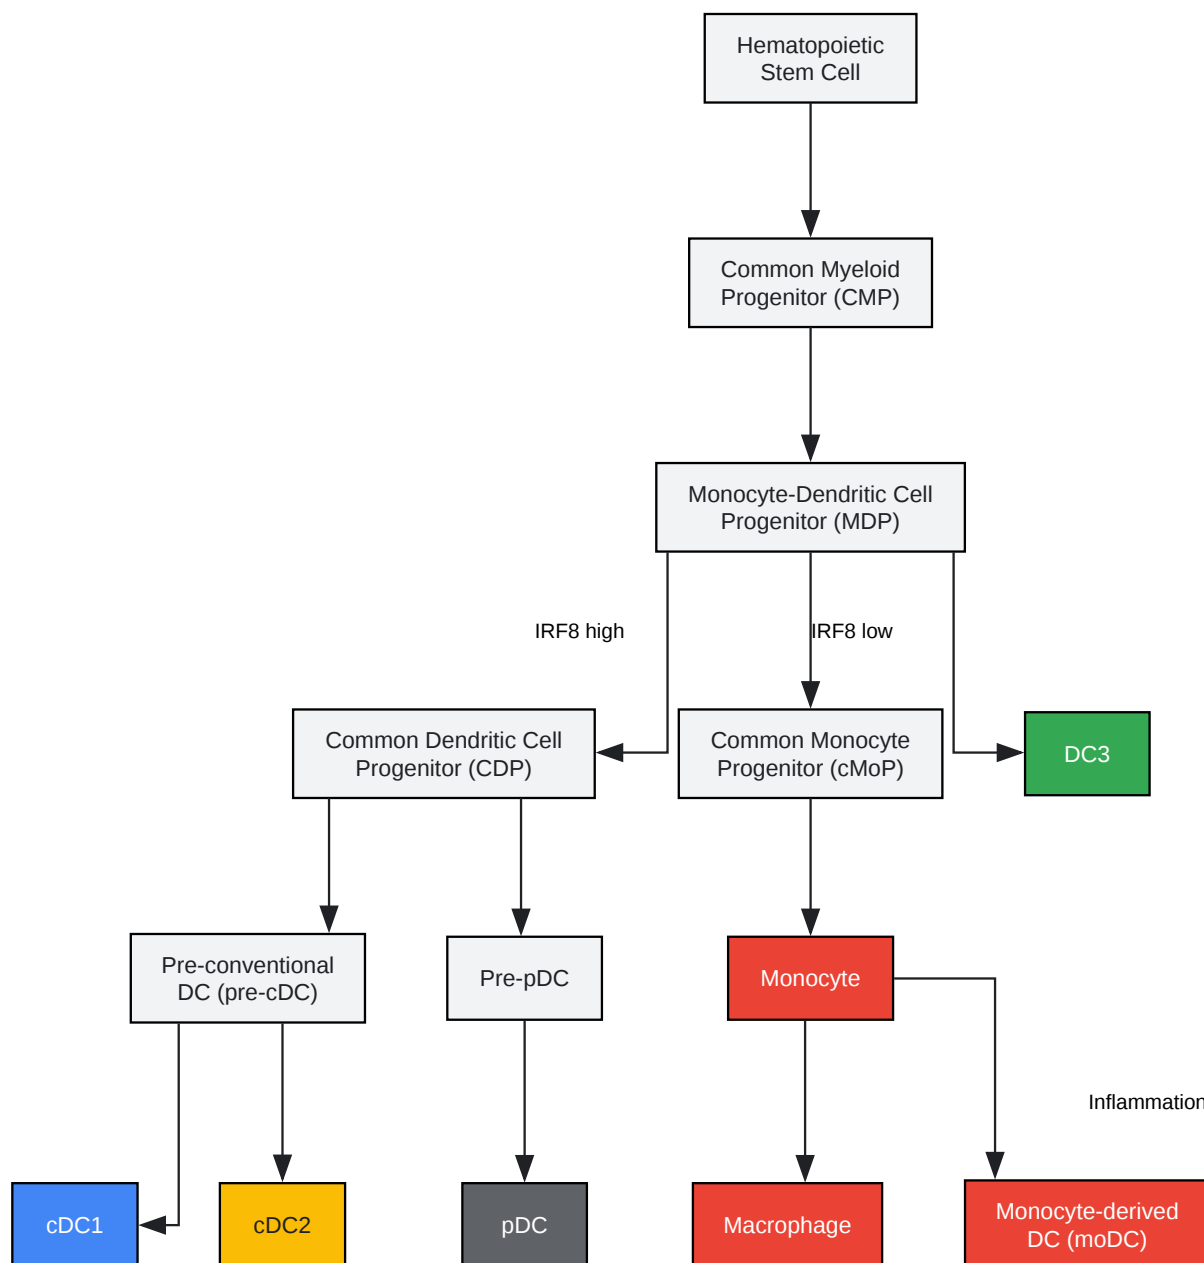 Hematopoietic
Stem Cell
Common Myeloid
Progenitor (CMP)
Monocyte-Dendritic Cell
Progenitor (MDP)
IRF8 high
IRF8 low
Common Dendritic Cell
Progenitor (CDP)
Common Monocyte
Progenitor (cMoP)
DC3
Pre-conventional
DC (pre-cDC)
Pre-pDC
Monocyte
Inflammation
cDC1
cDC2
pDC
Macrophage
Monocyte-derived
DC (moDC)